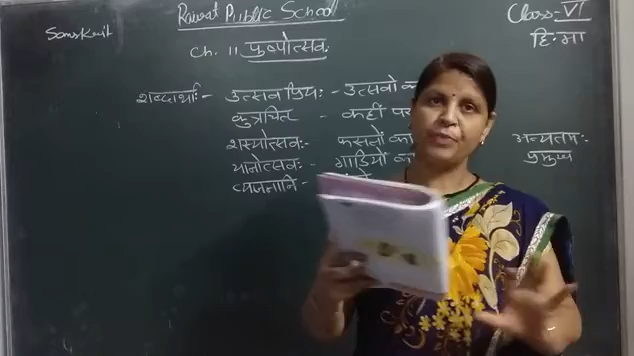 Rawat Public School
Class-VI
Sanskrit
हि.मा
Ch. 11 पुष्पोत्सवः
शब्दार्थाः- उत्सवप्रियः - उत्सवों
कुत्रचित् - कहीं पर
शस्योत्सवः- फसलों का
अन्यतमः-
यानोत्सवः- गाडियों का
प्रमुख
व्यजनानि -